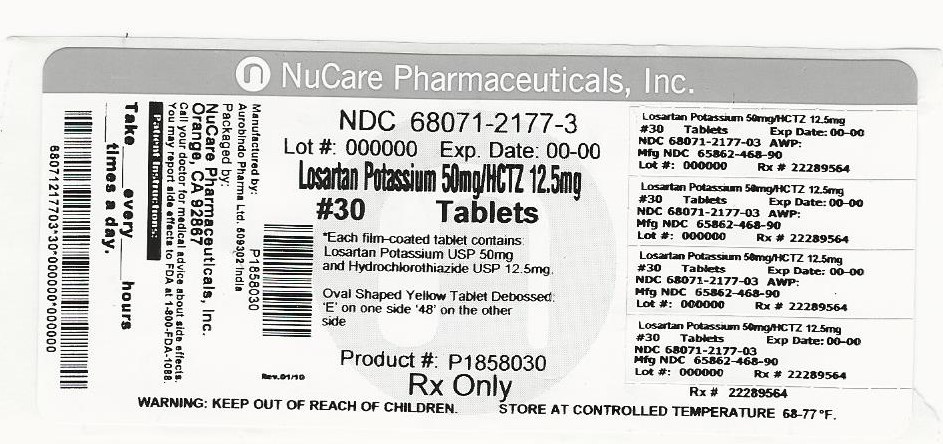 n NuCare Pharmaceuticals, Inc.
68071217703*30*000000*000000
Take ___ every ___ hours
___ times a day.
Patient Instructions:
You may report side effects to FDA at 1-800-FDA-1088.
Call your doctor for medical advice about side effects.
Orange, CA 92867
NuCare Pharmaceuticals, Inc.
Packaged by:
Aurobindo Pharma Ltd. 509302 India
Manufactured by:
P1858030
Rev.01/10
NDC 68071-2177-3
Lot #: 000000 Exp. Date: 00-00
Losartan Potassium 50mg/HCTZ 12.5mg
#30 Tablets
*Each film-coated tablet contains:
Losartan Potassium USP 50mg
and Hydrochlorothiazide USP 12.5mg.
Oval Shaped Yellow Tablet Debossed:
'E' on one side '48' on the other
side
Product #: P1858030
Rx Only
Losartan Potassium 50mg/HCTZ 12.5mg
#30 Tablets Exp Date: 00-00
NDC 68071-2177-03 AWP:
Mfg NDC 65862-468-90
Lot #: 000000 Rx # 22289564
Losartan Potassium 50mg/HCTZ 12.5mg
#30 Tablets Exp Date: 00-00
NDC 68071-2177-03 AWP:
Mfg NDC 65862-468-90
Lot #: 000000 Rx # 22289564
Losartan Potassium 50mg/HCTZ 12.5mg
#30 Tablets Exp Date: 00-00
NDC 68071-2177-03 AWP:
Mfg NDC 65862-468-90
Lot #: 000000 Rx # 22289564
Losartan Potassium 50mg/HCTZ 12.5mg
#30 Tablets Exp Date: 00-00
NDC 68071-2177-03
Mfg NDC 65862-468-90
Lot #: 000000 Rx # 22289564
Rx # 22289564
WARNING: KEEP OUT OF REACH OF CHILDREN. STORE AT CONTROLLED TEMPERATURE 68-77°F.